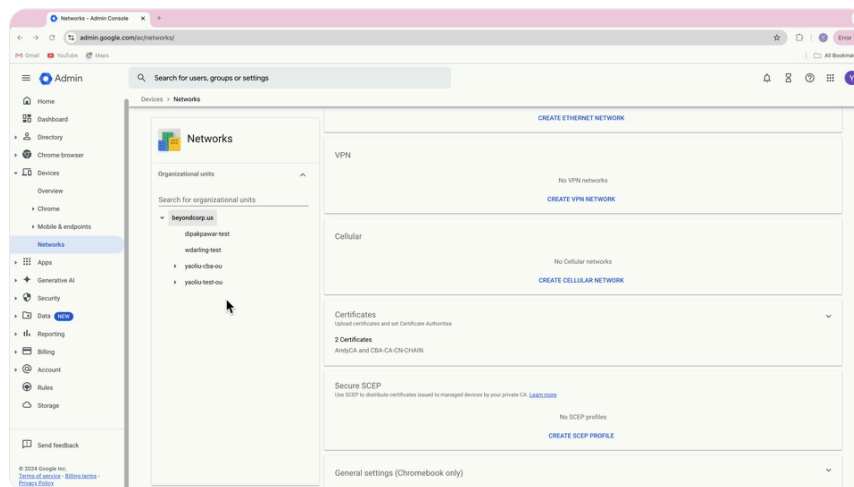 Networks - Admin Console
admin.google.com/ac/networks/
Error
Gmail
YouTube
Maps
All Bookmar
Admin
Search for users, groups or settings
Y
Home
Dashboard
Directory
Chrome browser
Devices
Overview
Chrome
Mobile & endpoints
Networks
Apps
Generative AI
Security
Data NEW
Reporting
Billing
Account
Rules
Storage
Send feedback
© 2024 Google Inc.
Terms of service - Billing terms -
Privacy Policy
Devices > Networks
Networks
Organizational units
Search for organizational units
beyondcorp.us
dipakpawar-test
wdarling-test
yaoliu-cba-ou
yaoliu-test-ou
CREATE ETHERNET NETWORK
VPN
No VPN networks
CREATE VPN NETWORK
Cellular
No Cellular networks
CREATE CELLULAR NETWORK
Certificates
Upload certificates and set Certificate Authorities
2 Certificates
AndyCA and CBA-CA-CN-CHAIN
Secure SCEP
Use SCEP to distribute certificates issued to managed devices by your private CA. Learn more
No SCEP profiles
CREATE SCEP PROFILE
General settings (Chromebook only)